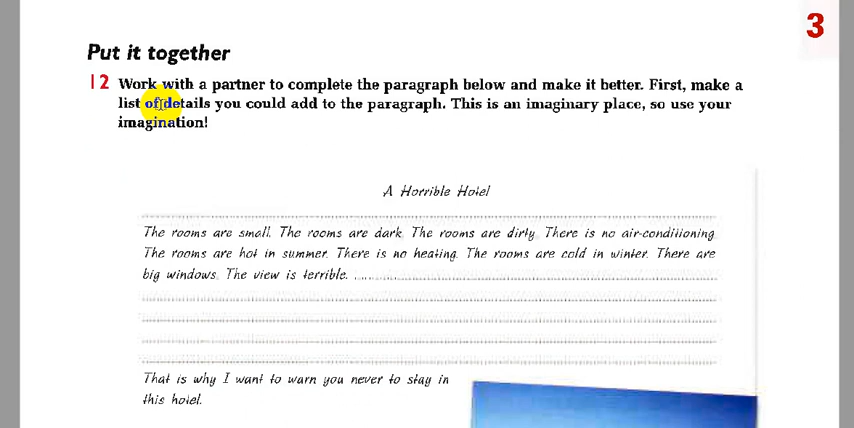 3
Put it together
12 Work with a partner to complete the paragraph below and make it better. First, make a
list of details you could add to the paragraph. This is an imaginary place, so use your
imagination!
A Horrible Hotel
The rooms are small. The rooms are dark. The rooms are dirty. There is no air-conditioning.
The rooms are hot in summer. There is no heating. The rooms are cold in winter. There are
big windows. The view is terrible.
That is why I want to warn you never to stay in
this hotel.